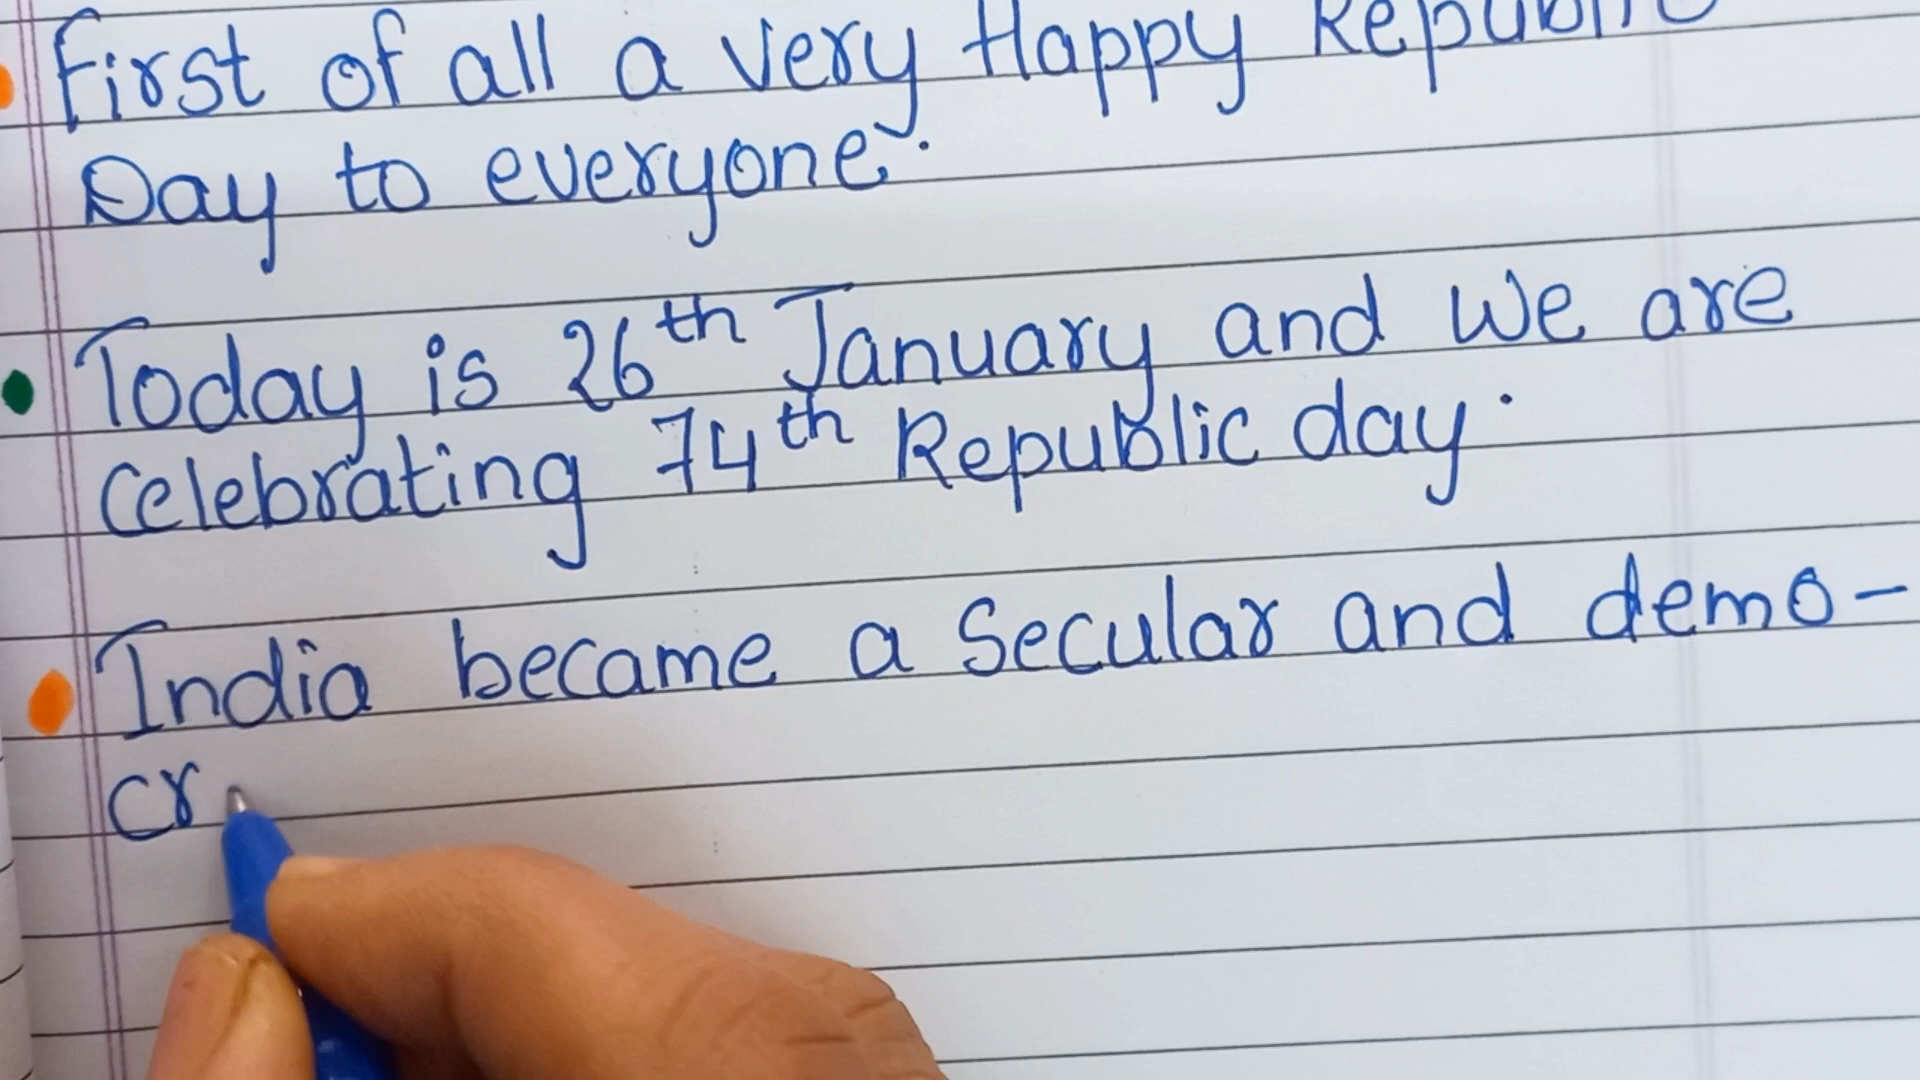 First of all a very Happy Republic
Day to everyone.
Today is 26th January and we are
celebrating 74th Republic day.
India became a secular and demo-
cr